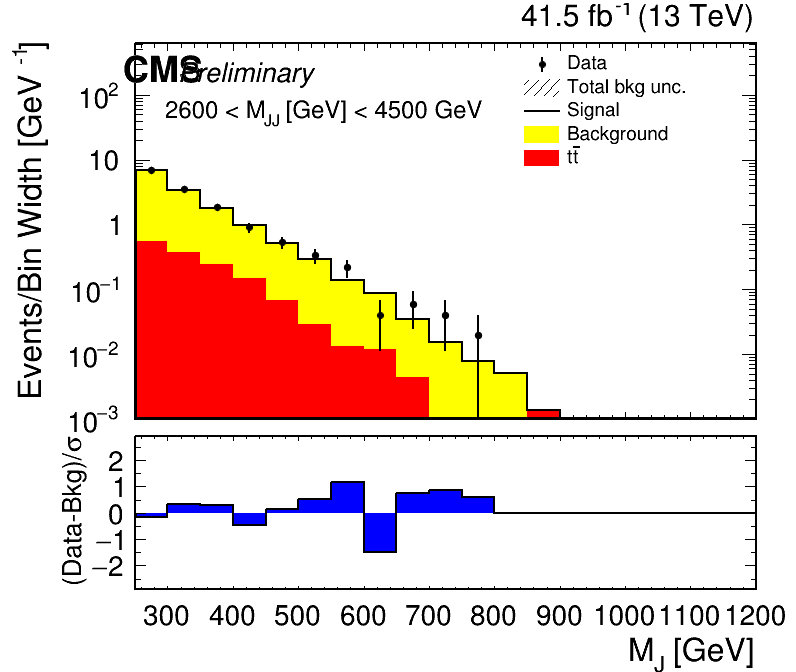 41.5 fb⁻¹ (13 TeV)
CMS Preliminary
2600 < M_JJ [GeV] < 4500 GeV
Data
Total bkg unc.
Signal
Background
tt̄
Events/Bin Width [GeV⁻¹]
10²
10
1
10⁻¹
10⁻²
10⁻³
(Data-Bkg)/σ
2
1
0
−1
−2
300 400 500 600 700 800 900 1000 1100 1200
M_J [GeV]